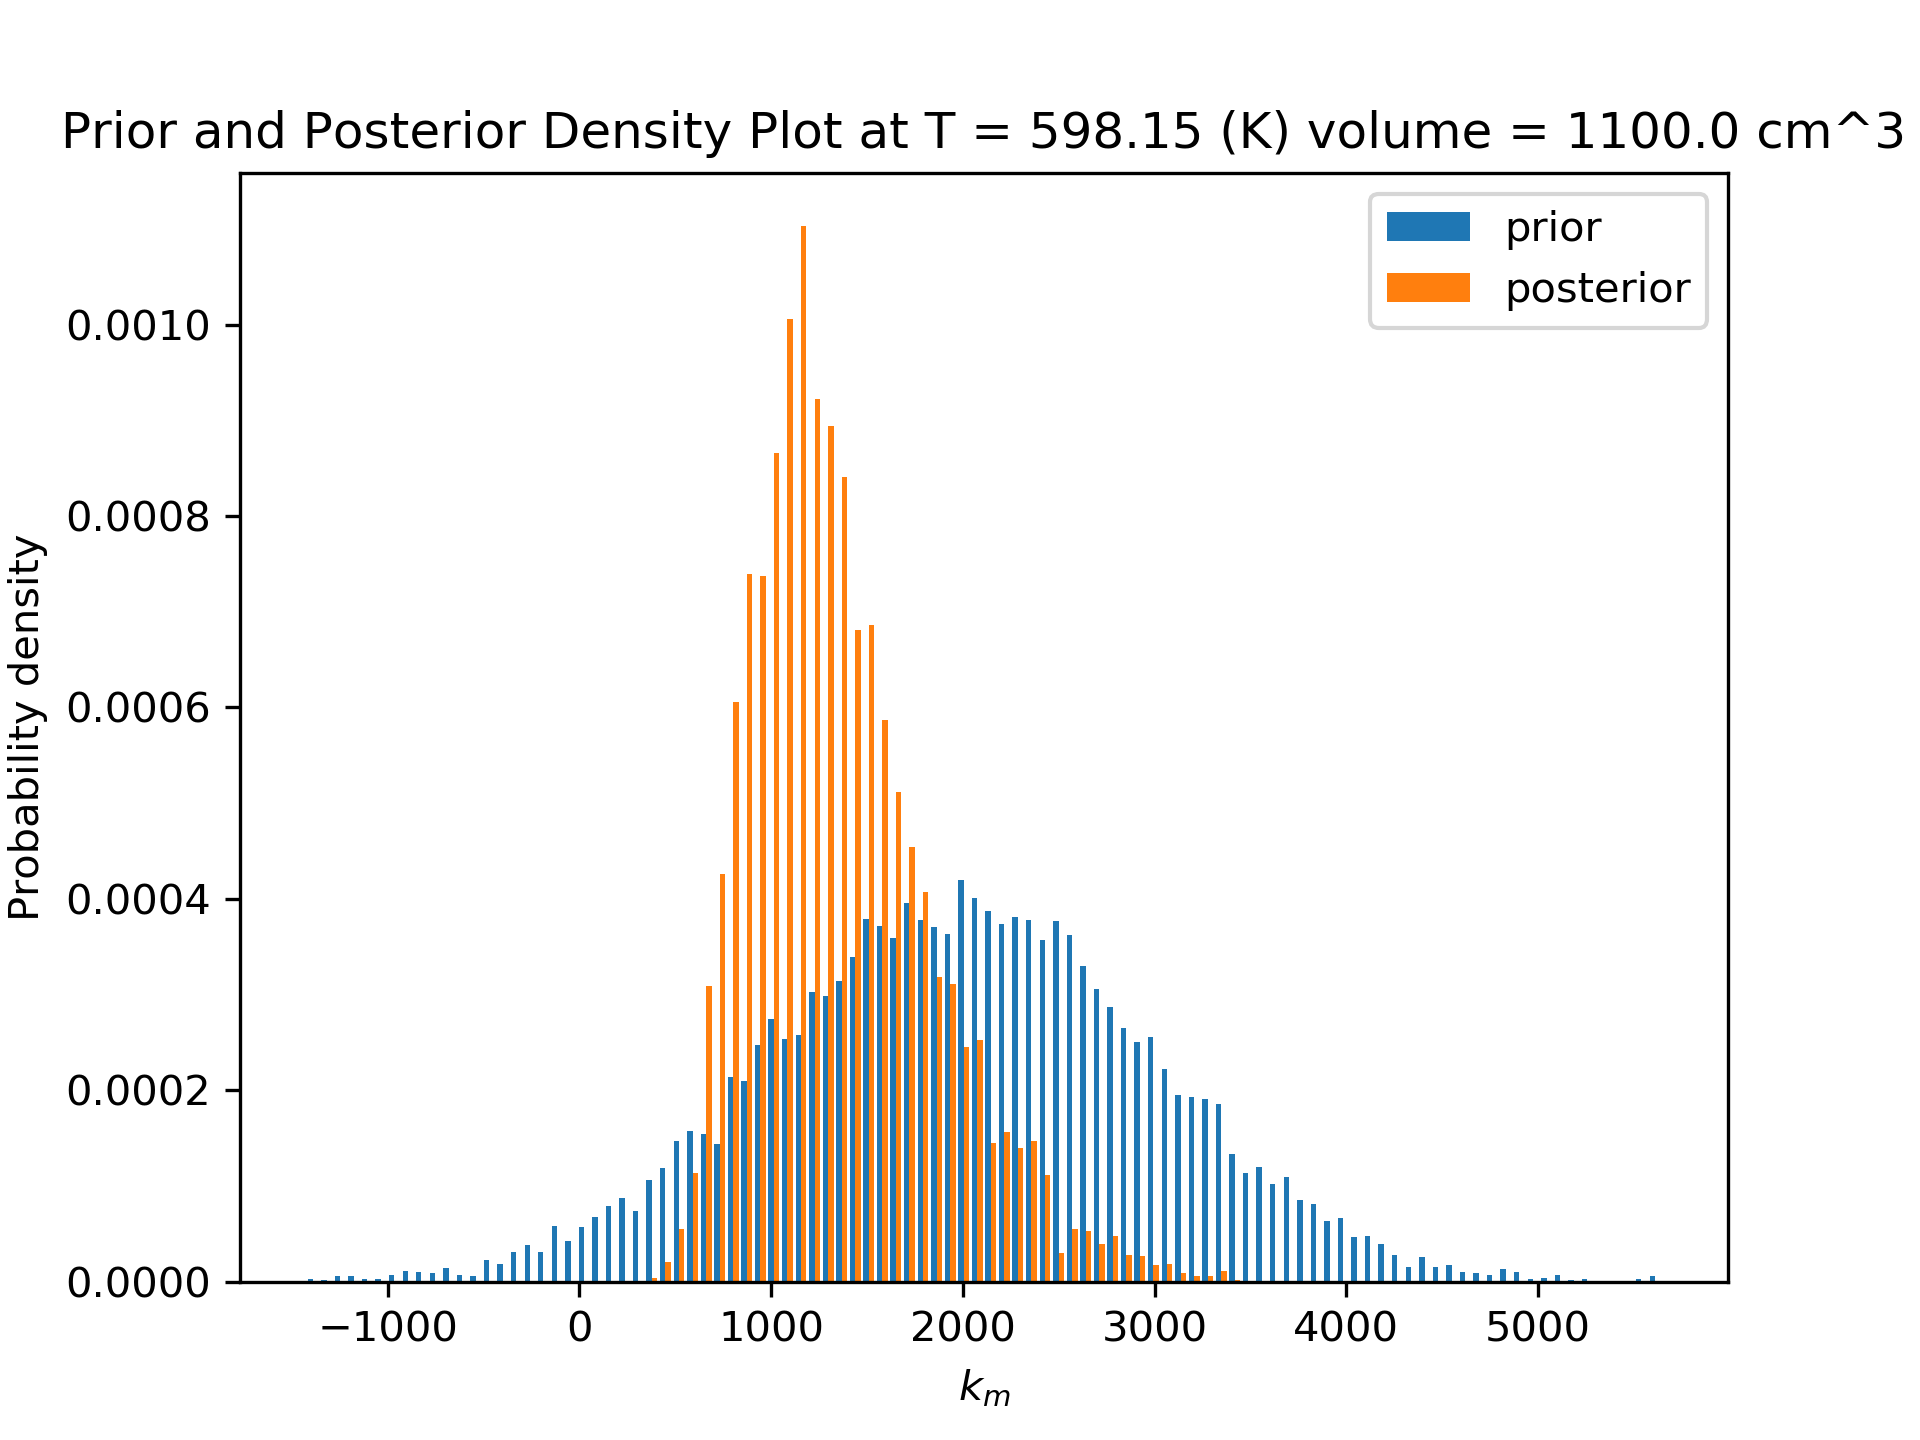 Prior and Posterior Density Plot at T = 598.15 (K) volume = 1100.0 cm^3
prior
posterior
Probability density
0.0010
0.0008
0.0006
0.0004
0.0002
0.0000
−1000 0 1000 2000 3000 4000 5000
k_m